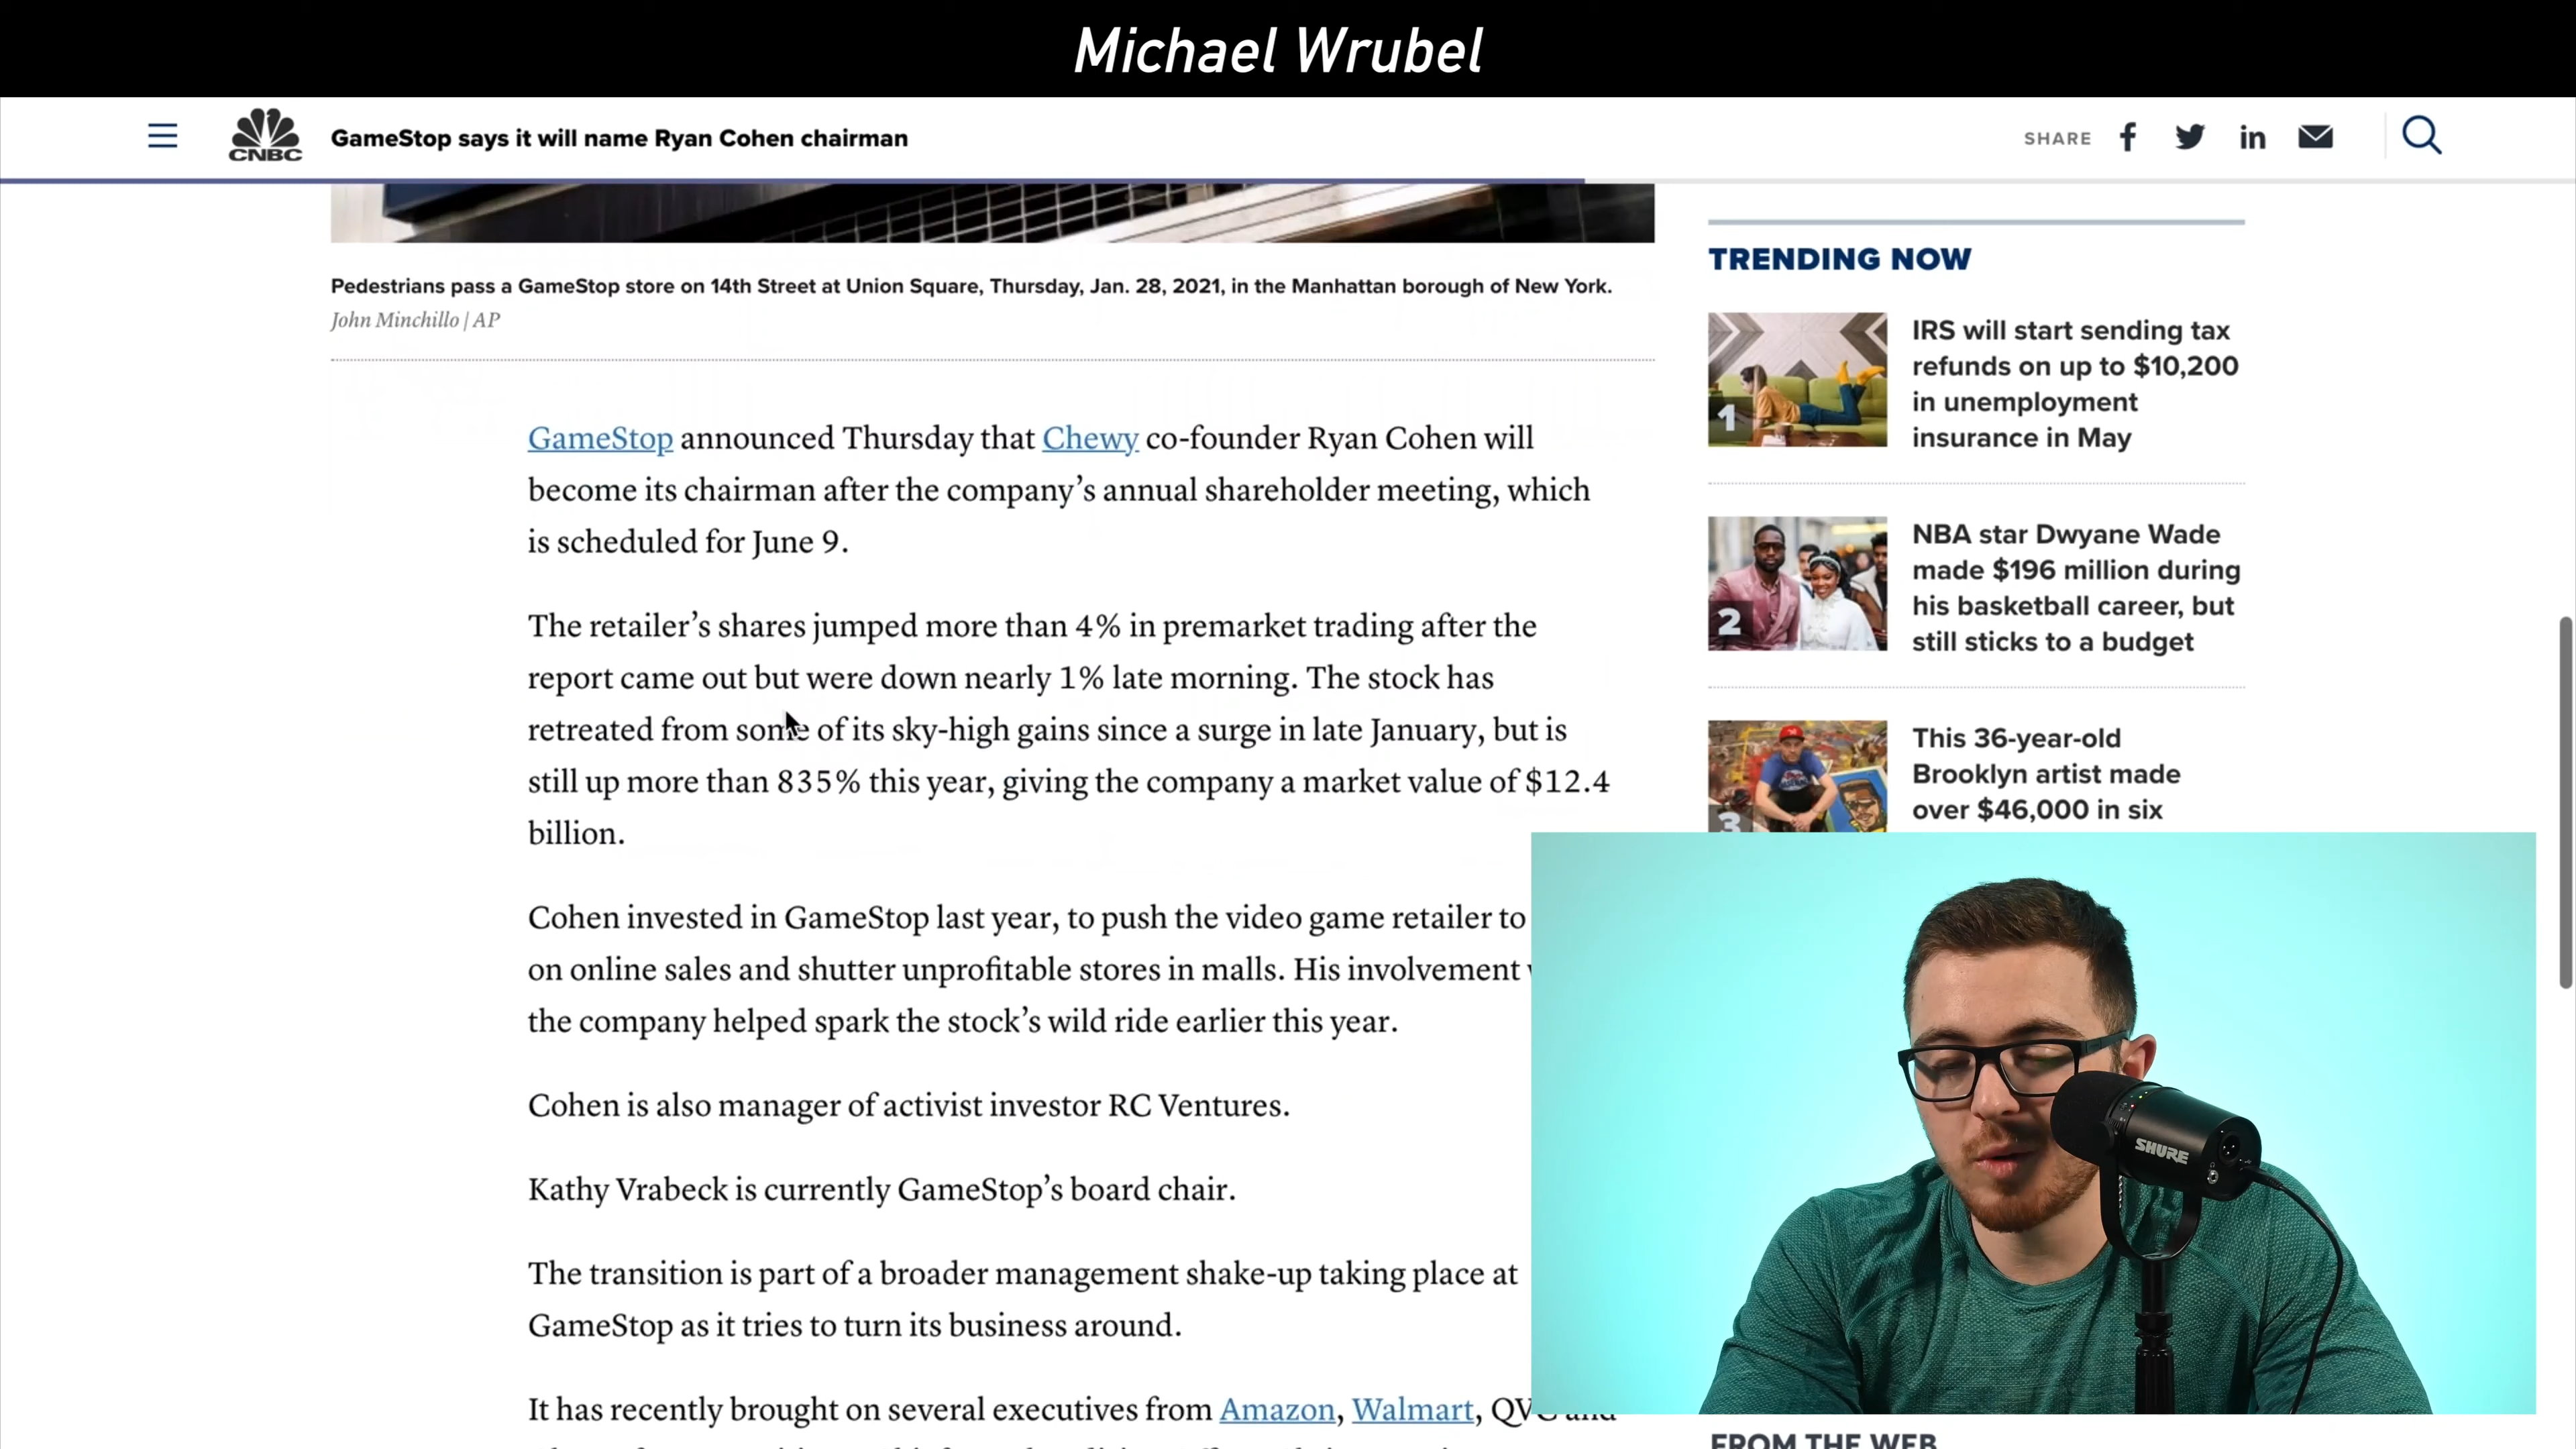 Michael Wrubel
CNBC
GameStop says it will name Ryan Cohen chairman
SHARE
Pedestrians pass a GameStop store on 14th Street at Union Square, Thursday, Jan. 28, 2021, in the Manhattan borough of New York.
John Minchillo | AP
GameStop announced Thursday that Chewy co-founder Ryan Cohen will
become its chairman after the company’s annual shareholder meeting, which
is scheduled for June 9.
The retailer’s shares jumped more than 4% in premarket trading after the
report came out but were down nearly 1% late morning. The stock has
retreated from some of its sky-high gains since a surge in late January, but is
still up more than 835% this year, giving the company a market value of $12.4
billion.
Cohen invested in GameStop last year, to push the video game retailer to
on online sales and shutter unprofitable stores in malls. His involvement
the company helped spark the stock’s wild ride earlier this year.
Cohen is also manager of activist investor RC Ventures.
Kathy Vrabeck is currently GameStop’s board chair.
The transition is part of a broader management shake-up taking place at
GameStop as it tries to turn its business around.
It has recently brought on several executives from Amazon, Walmart, QVC and
TRENDING NOW
1
IRS will start sending tax
refunds on up to $10,200
in unemployment
insurance in May
2
NBA star Dwyane Wade
made $196 million during
his basketball career, but
still sticks to a budget
3
This 36-year-old
Brooklyn artist made
over $46,000 in six
SHURE
FROM THE WEB